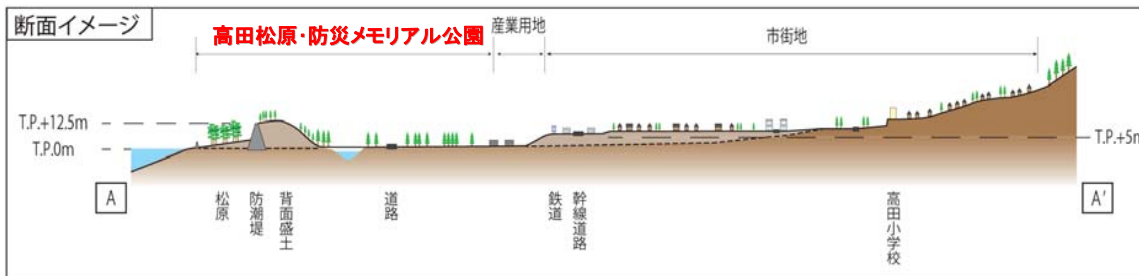 断面イメージ
高田松原・防災メモリアル公園
産業用地
市街地
T.P.+12.5m
T.P.0m
T.P.+5m
A
A'
松原
防潮堤
背面盛土
道路
鉄道
幹線道路
高田小学校